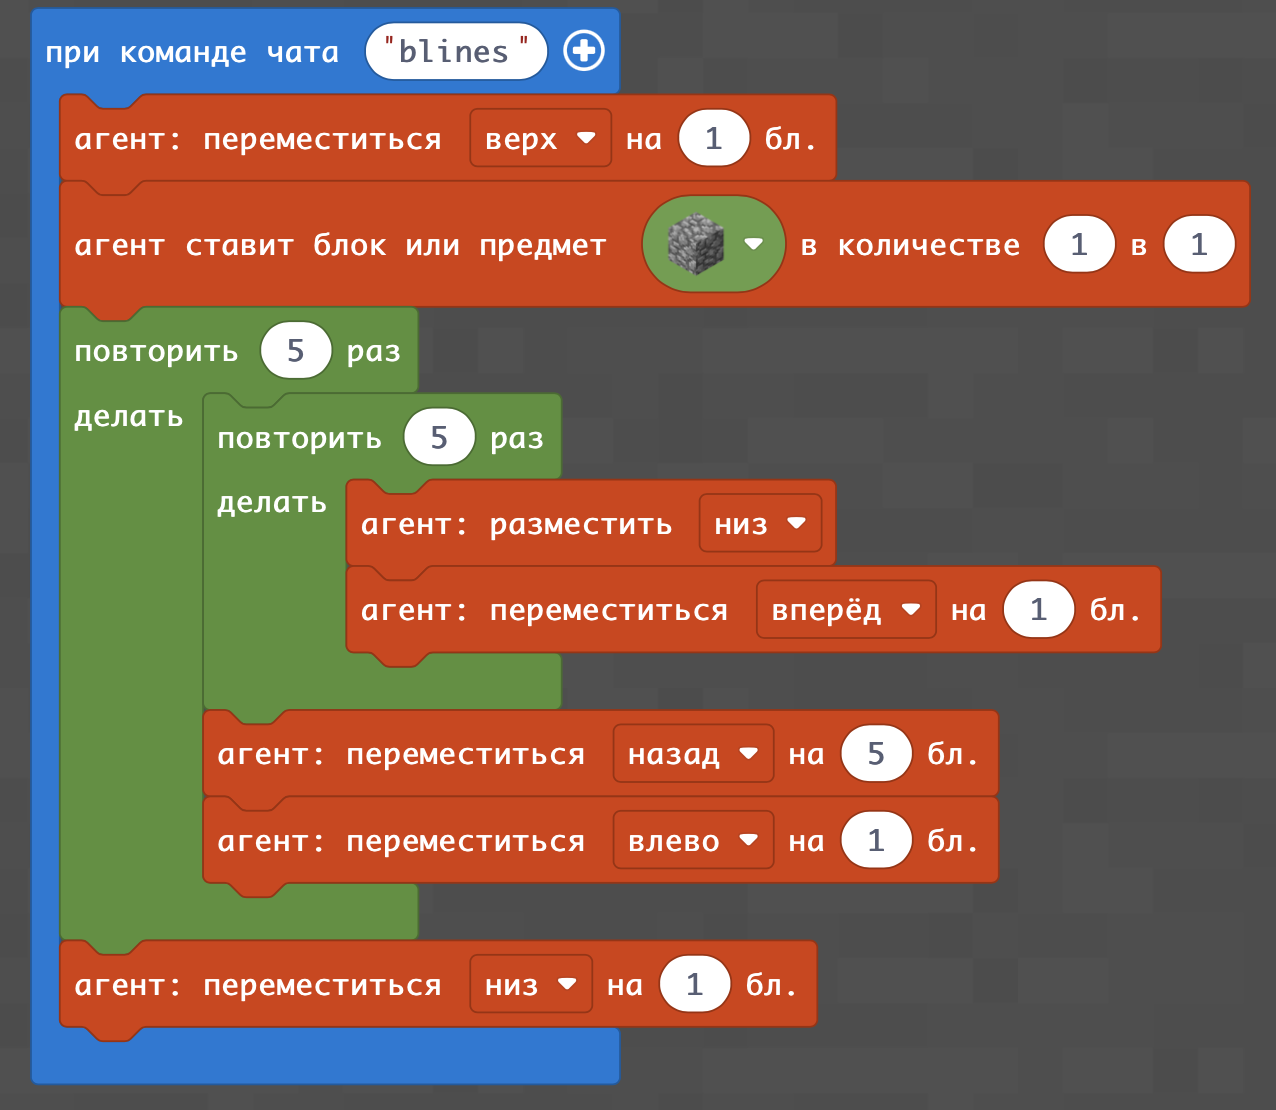 при команде чата "blines"
агент: переместиться верх на 1 бл.
агент ставит блок или предмет в количестве 1 в 1
повторить 5 раз
делать
повторить 5 раз
делать
агент: разместить низ
агент: переместиться вперёд на 1 бл.
агент: переместиться назад на 5 бл.
агент: переместиться влево на 1 бл.
агент: переместиться низ на 1 бл.